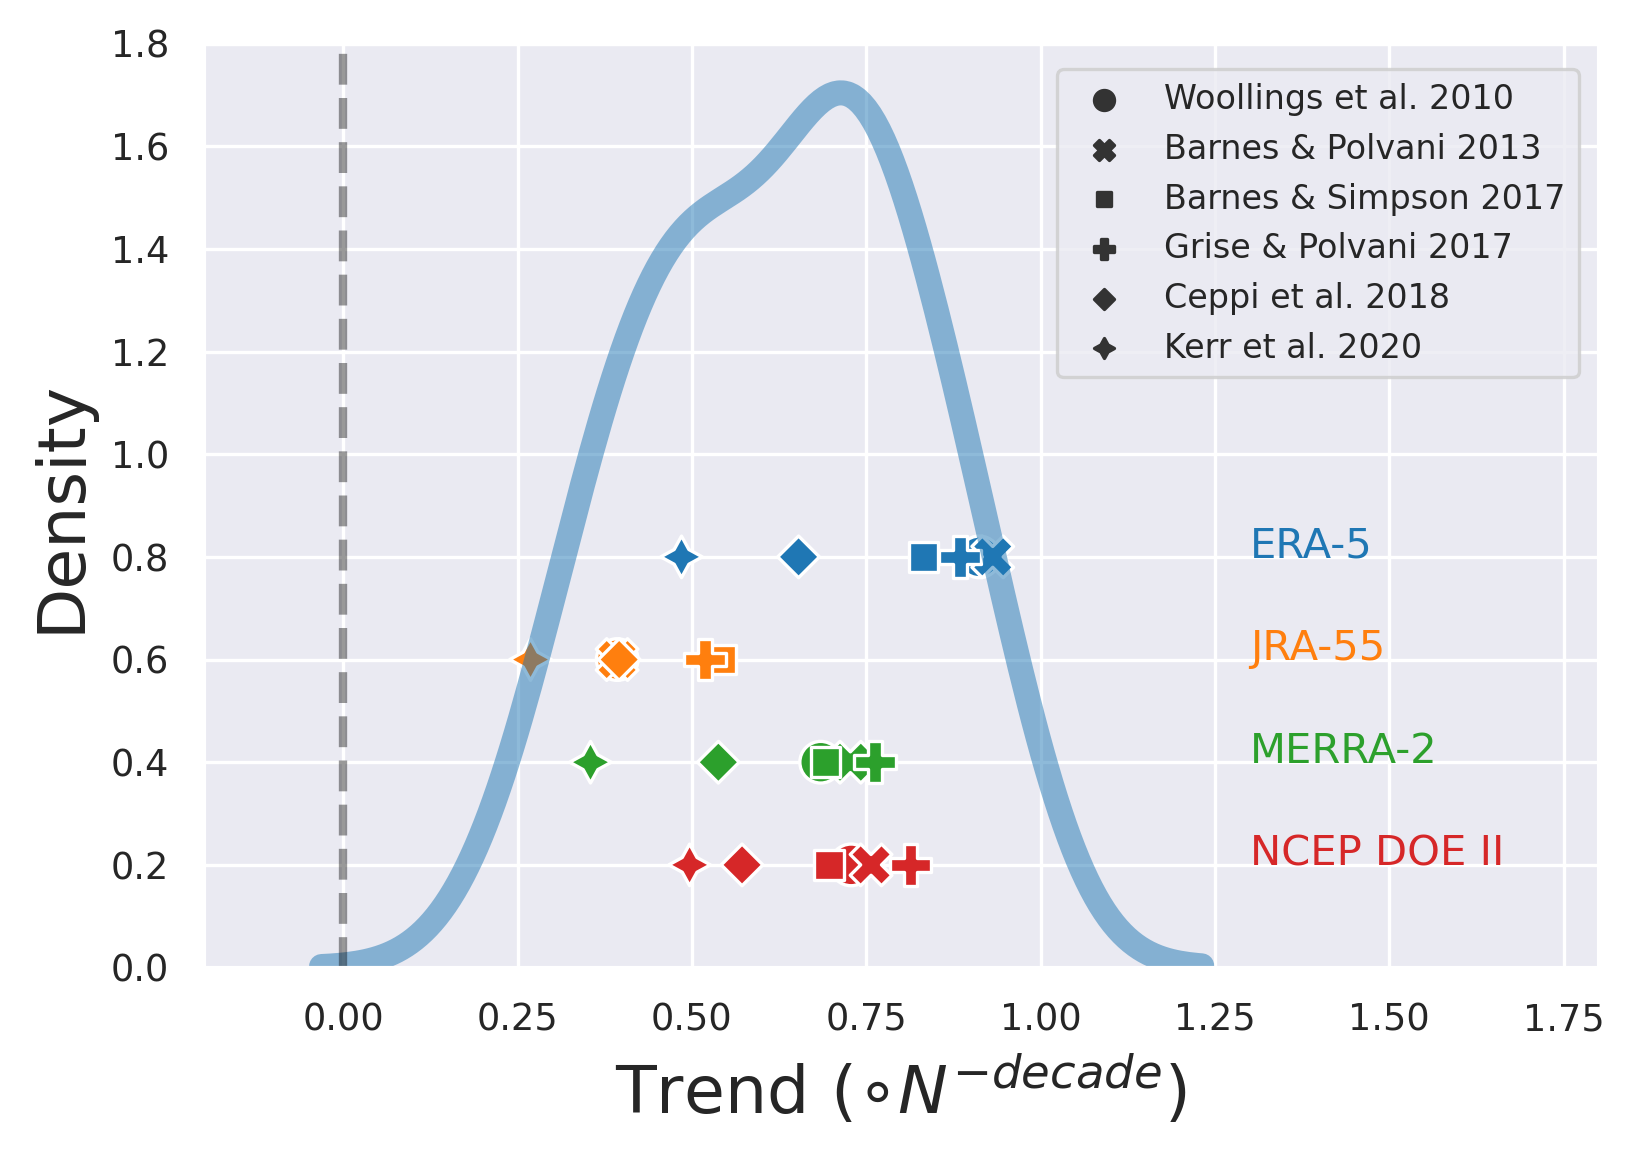 1.8
1.6
1.4
1.2
1.0
0.8
0.6
0.4
0.2
0.0
Density
Woollings et al. 2010
Barnes & Polvani 2013
Barnes & Simpson 2017
Grise & Polvani 2017
Ceppi et al. 2018
Kerr et al. 2020
ERA-5
JRA-55
MERRA-2
NCEP DOE II
0.00 0.25 0.50 0.75 1.00 1.25 1.50 1.75
Trend (∘N^−decade)